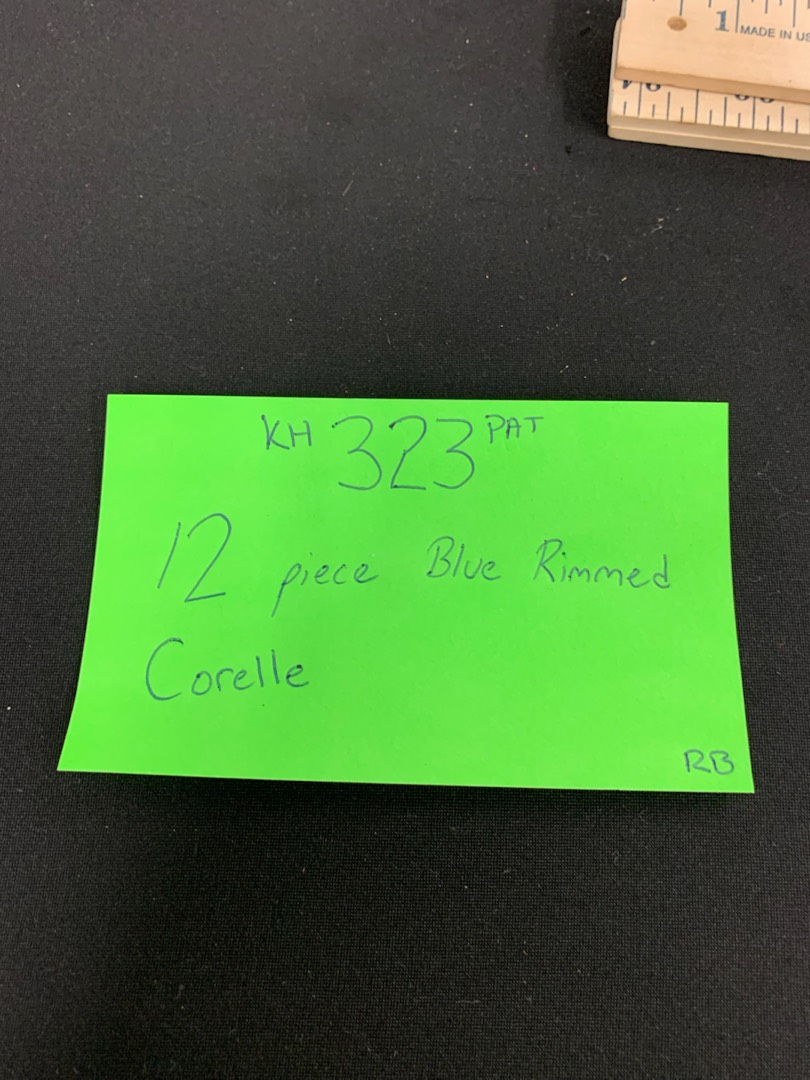 1 MADE IN US
KH 323 PAT
12 piece Blue Rimmed
Corelle
RB